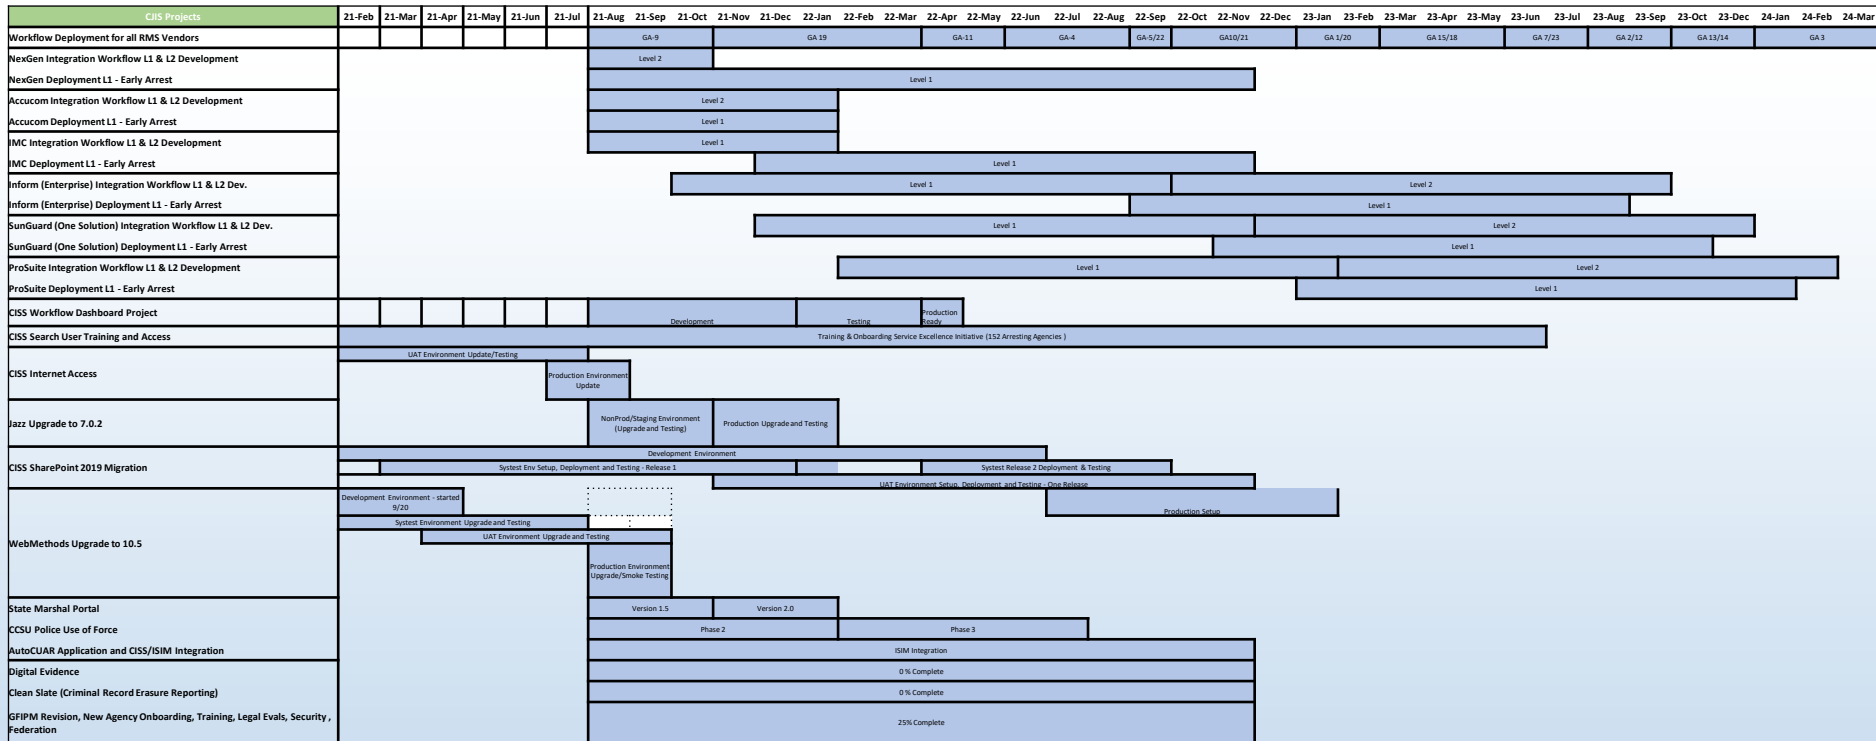 CJIS Projects 21-Feb 21-Mar 21-Apr 21-May 21-Jun 21-Jul 21-Aug 21-Sep 21-Oct 21-Nov 21-Dec 22-Jan 22-Feb 22-Mar 22-Apr 22-May 22-Jun 22-Jul 22-Aug 22-Sep 22-Oct 22-Nov 22-Dec 23-Jan 23-Feb 23-Mar 23-Apr 23-May 23-Jun 23-Jul 23-Aug 23-Sep 23-Oct 23-Dec 24-Jan 24-Feb 24-Mar
Workflow Deployment for all RMS Vendors GA-9 GA 19 GA-11 GA-4 GA-5/22 GA10/21 GA 1/20 GA 15/18 GA 7/23 GA 2/12 GA 13/14 GA 3
NexGen Integration Workflow L1 & L2 Development Level 2
NexGen Deployment L1 - Early Arrest Level 1
Accucom Integration Workflow L1 & L2 Development Level 2
Accucom Deployment L1 - Early Arrest Level 1
IMC Integration Workflow L1 & L2 Development Level 1
IMC Deployment L1 - Early Arrest Level 1
Inform (Enterprise) Integration Workflow L1 & L2 Dev. Level 1 Level 2
Inform (Enterprise) Deployment L1 - Early Arrest Level 1
SunGuard (One Solution) Integration Workflow L1 & L2 Dev. Level 1 Level 2
SunGuard (One Solution) Deployment L1 - Early Arrest Level 1
ProSuite Integration Workflow L1 & L2 Development Level 1 Level 2
ProSuite Deployment L1 - Early Arrest Level 1
CISS Workflow Dashboard Project Development Testing Production
Ready
CISS Search User Training and Access Training & Onboarding Service Excellence Initiative (152 Arresting Agencies )
UAT Environment Update/Testing
CISS Internet Access Production Environment
Update
Jazz Upgrade to 7.0.2 NonProd/Staging Environment
(Upgrade and Testing) Production Upgrade and Testing
Development Environment
CISS SharePoint 2019 Migration Systest Env Setup, Deployment and Testing - Release 1 Systest Release 2 Deployment & Testing
UAT Environment Setup, Deployment and Testing - One Release
Development Environment - started
9/20 Production Setup
Systest Environment Upgrade and Testing
UAT Environment Upgrade and Testing
WebMethods Upgrade to 10.5
Production Environment
Upgrade/Smoke Testing
State Marshal Portal Version 1.5 Version 2.0
CCSU Police Use of Force Phase 2 Phase 3
AutoCUAR Application and CISS/ISIM Integration ISIM Integration
Digital Evidence 0 % Complete
Clean Slate (Criminal Record Erasure Reporting) 0 % Complete
GFIPM Revision, New Agency Onboarding, Training, Legal Evals, Security ,
Federation 25% Complete